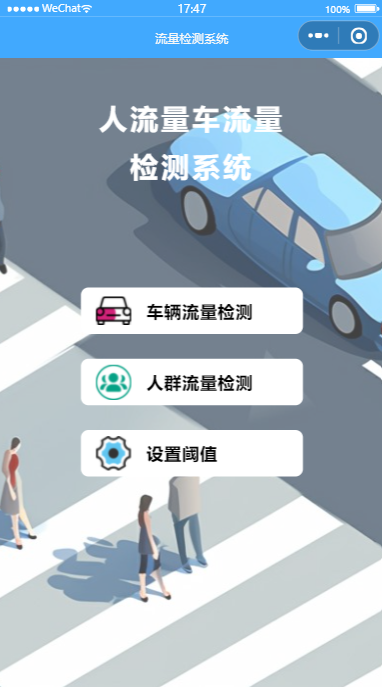 WeChat
17:47
100%
流量检测系统
人流量车流量
检测系统
车辆流量检测
人群流量检测
设置阈值